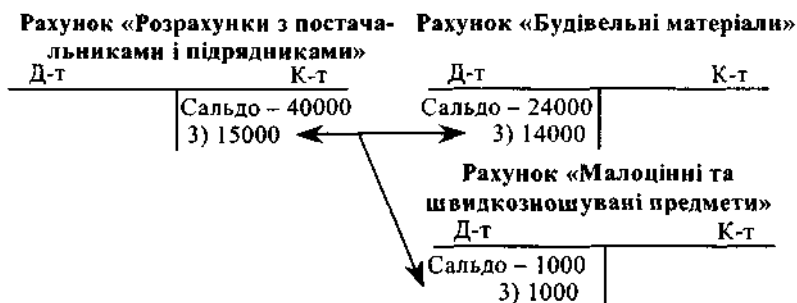 Рахунок «Розрахунки з постача-
льниками і підрядниками»
Д-т К-т
Сальдо – 40000
3) 15000
Рахунок «Будівельні матеріали»
Д-т К-т
Сальдо – 24000
3) 14000
Рахунок «Малоцінні та
швидкозношувані предмети»
Д-т К-т
Сальдо – 1000
3) 1000